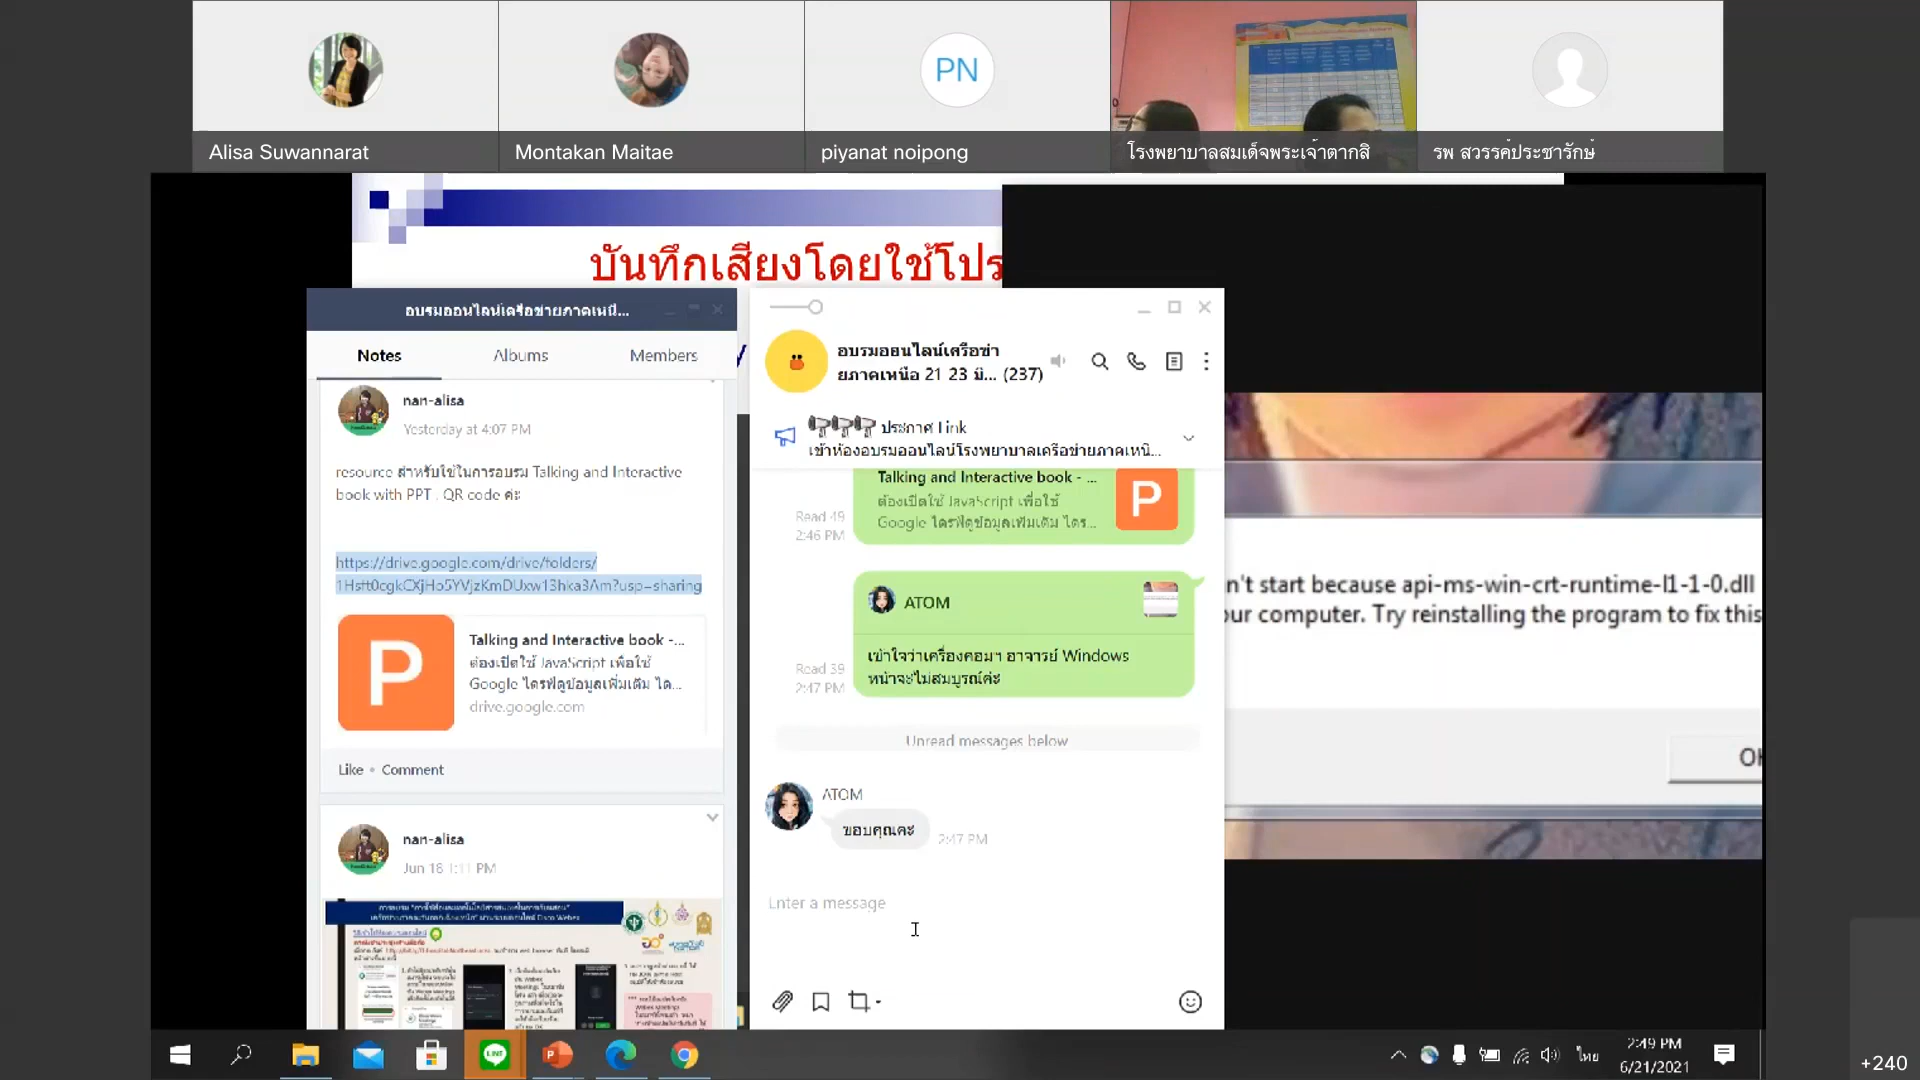 PN
Alisa Suwannarat
Montakan Maitae
piyanat noipong
โรงพยาบาลสมเด็จพระเจ้าตากสิ
รพ สวรรค์ประชารักษ์
บันทึกเสียงโดยใช้โปร
อบรมออนไลน์เครือข่ายภาคเหนื...
Notes
Albums
Members
nan-alisa
Yesterday at 4:07 PM
resource สำหรับใช้ในการอบรม Talking and Interactive
book with PPT . QR code ค่ะ
https://drive.google.com/drive/folders/
P
Talking and Interactive book -...
ต้องเปิดใช้ JavaScript เพื่อใช้
Google ไดรฟ์ดูข้อมูลเพิ่มเติม ได...
drive.google.com
Like • Comment
nan-alisa
Jun 18 1:11 PM
อบรมออนไลน์เครือข่า
ยภาคเหนือ 21 23 มิ... (237)
ประกาศ Link
เข้าห้องอบรมออนไลน์โรงพยาบาลเครือข่ายภาคเหนิ...
Talking and Interactive book - ...
ต้องเปิดใช้ JavaScript เพื่อใช้
Google ไดรฟ์ดูข้อมูลเพิ่มเติม ไดร...
P
Read 49
2:46 PM
ATOM
เข้าใจว่าเครื่องคอมฯ อาจารย์ Windows
หน้าจะไม่สมบูรณ์ค่ะ
Read 39
2:47 PM
Unread messages below
ATOM
ขอบคุณคะ
2:47 PM
Enter a message
n't start because api-ms-win-crt-runtime-l1-1-0.dll
our computer. Try reinstalling the program to fix this
LINE
ไทย
2:49 PM
6/21/2021
+240